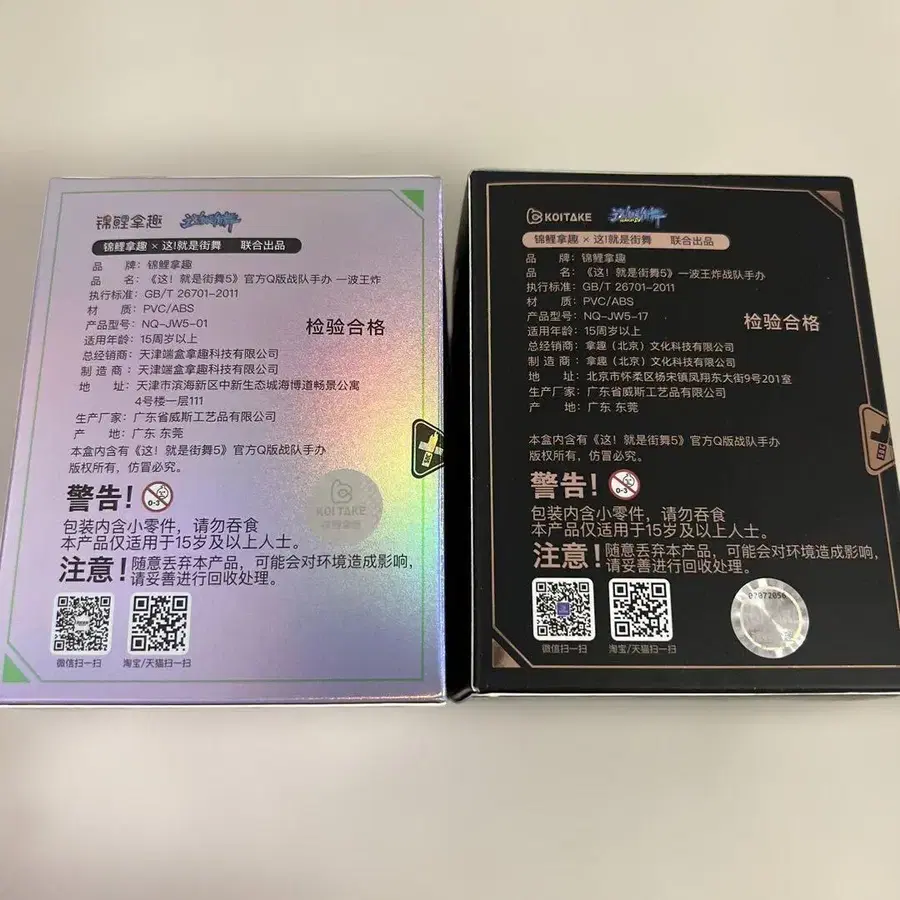 锦鲤拿趣
锦鲤拿趣 × 这!就是街舞 联合出品
品 牌：锦鲤拿趣
品 名：《这！就是街舞5》官方Q版战队手办 一波王炸
执行标准：GB/T 26701-2011
材 质：PVC/ABS
产品型号：NQ-JW5-01
适用年龄：15周岁以上
总经销商：天津端盒拿趣科技有限公司
制 造 商：天津端盒拿趣科技有限公司
地 址：天津市滨海新区中新生态城海博道畅景公寓
4号楼一层111
生产厂家：广东省威斯工艺品有限公司
产 地：广东 东莞
检验合格
本盒内含有《这！就是街舞5》官方Q版战队手办
版权所有，仿冒必究。
警告！
0-3
包装内含小零件，请勿吞食
本产品仅适用于15岁及以上人士。
注意！随意丢弃本产品，可能会对环境造成影响，
请妥善进行回收处理。
KOITAKE
锦鲤拿趣
微信扫一扫
淘宝/天猫扫一扫
KOITAKE
锦鲤拿趣 × 这!就是街舞 联合出品
品 牌：锦鲤拿趣
品 名：《这！就是街舞5》一波王炸战队手办
执行标准：GB/T 26701-2011
材 质：PVC/ABS
产品型号：NQ-JW5-17
适用年龄：15周岁以上
总经销商：拿趣（北京）文化科技有限公司
制 造 商：拿趣（北京）文化科技有限公司
地 址：北京市怀柔区杨宋镇凤翔东大街9号201室
生产厂家：广东省威斯工艺品有限公司
产 地：广东 东莞
检验合格
本盒内含有《这！就是街舞5》官方Q版战队手办
版权所有，仿冒必究。
警告！
0-3
包装内含小零件，请勿吞食
本产品仅适用于15岁及以上人士。
注意！随意丢弃本产品，可能会对环境造成影响，
请妥善进行回收处理。
07072056
微信扫一扫
淘宝/天猫扫一扫